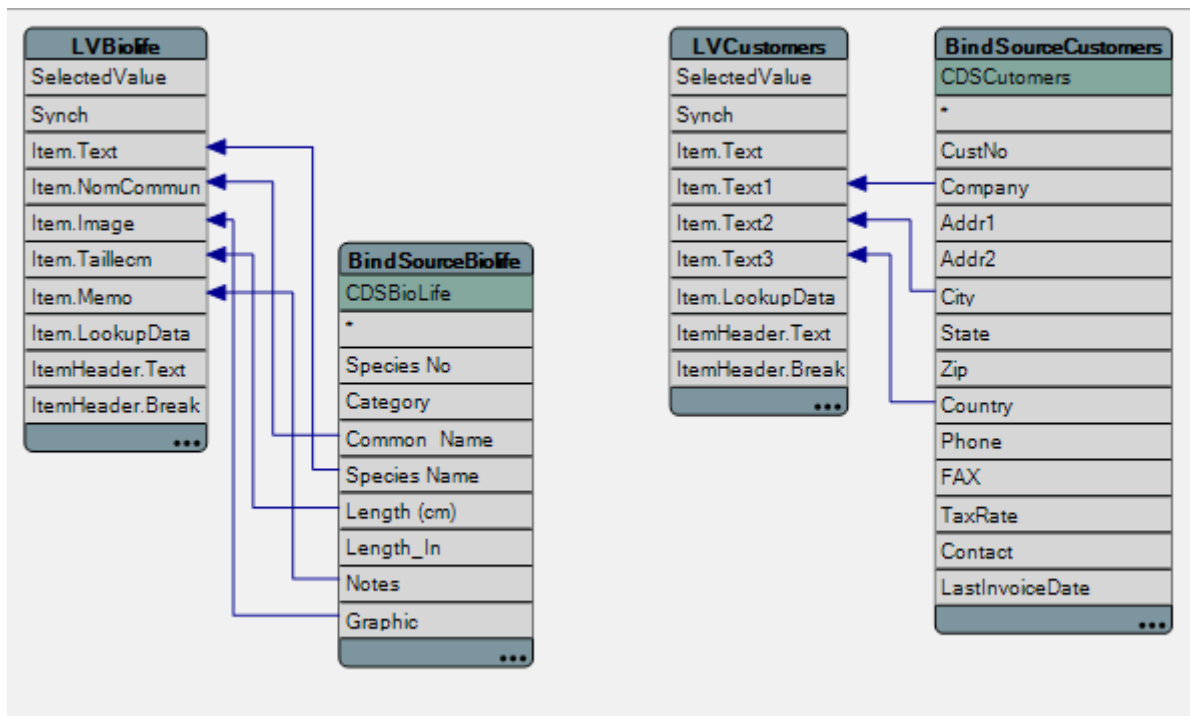 LVBiolife
SelectedValue
Synch
Item.Text
Item.NomCommun
Item.Image
Item.Taillecm
Item.Memo
Item.LookupData
ItemHeader.Text
ItemHeader.Break
...
BindSourceBiolife
CDSBioLife
*
Species No
Category
Common_Name
Species Name
Length (cm)
Length_In
Notes
Graphic
...
LVCustomers
SelectedValue
Synch
Item.Text
Item.Text1
Item.Text2
Item.Text3
Item.LookupData
ItemHeader.Text
ItemHeader.Break
...
BindSourceCustomers
CDSCutomers
*
CustNo
Company
Addr1
Addr2
City
State
Zip
Country
Phone
FAX
TaxRate
Contact
LastInvoiceDate
...